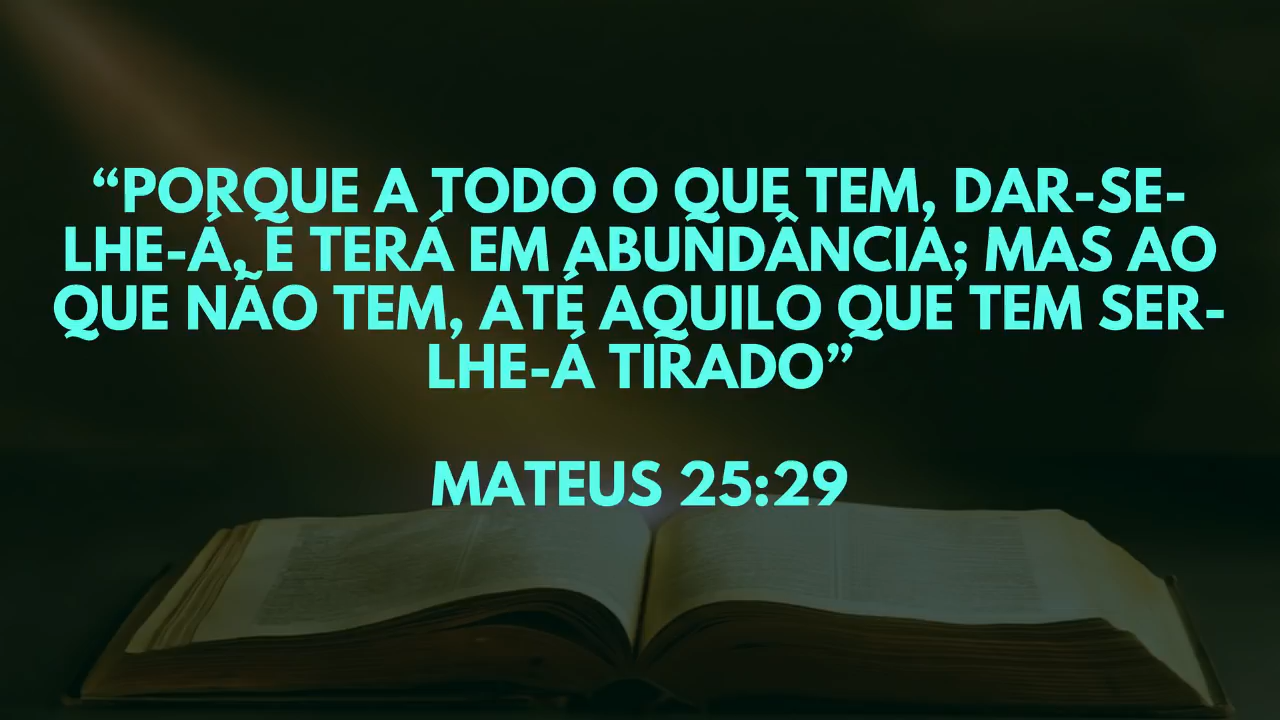 “PORQUE A TODO O QUE TEM, DAR-SE-
LHE-Á, E TERÁ EM ABUNDÂNCIA; MAS AO
QUE NÃO TEM, ATÉ AQUILO QUE TEM SER-
LHE-Á TIRADO”
MATEUS 25:29